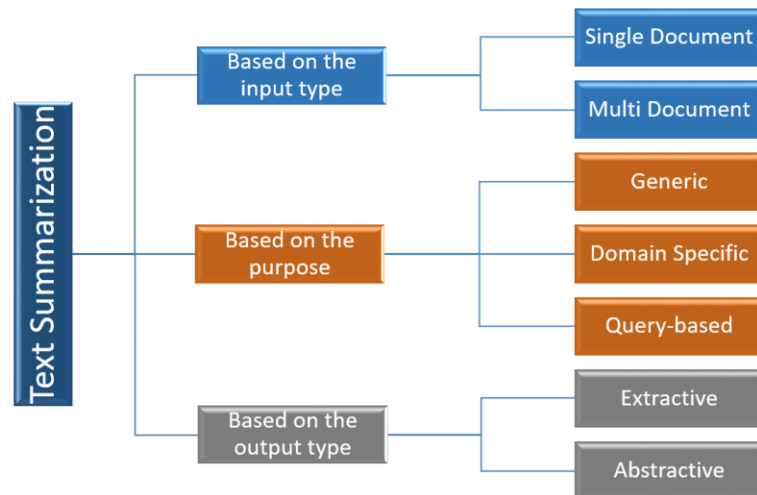 Text Summarization
Based on the
input type
Single Document
Multi Document
Based on the
purpose
Generic
Domain Specific
Query-based
Based on the
output type
Extractive
Abstractive